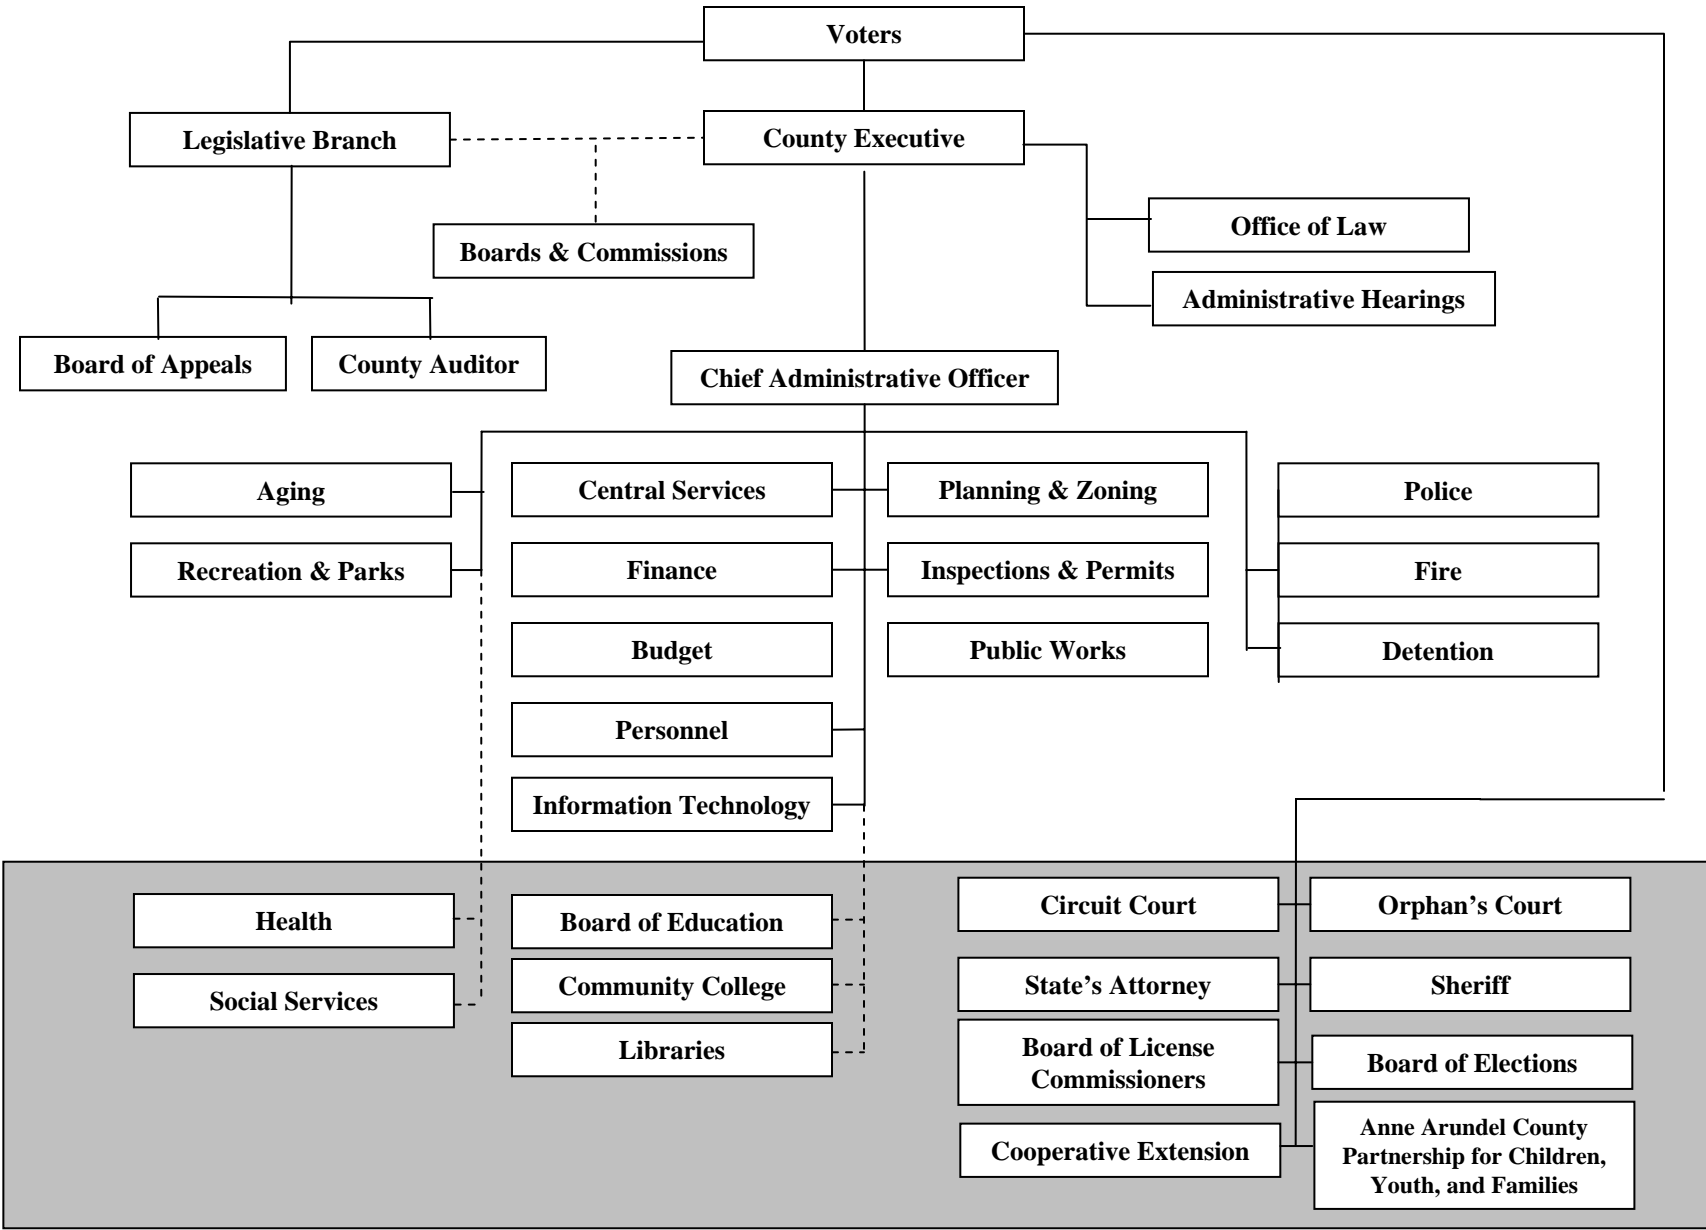 Voters
Legislative Branch
County Executive
Office of Law
Boards & Commissions
Administrative Hearings
Board of Appeals
County Auditor
Chief Administrative Officer
Aging
Central Services
Planning & Zoning
Police
Recreation & Parks
Finance
Inspections & Permits
Fire
Budget
Public Works
Detention
Personnel
Information Technology
Health
Board of Education
Circuit Court
Orphan’s Court
Social Services
Community College
State’s Attorney
Sheriff
Libraries
Board of License
Commissioners
Board of Elections
Cooperative Extension
Anne Arundel County
Partnership for Children,
Youth, and Families